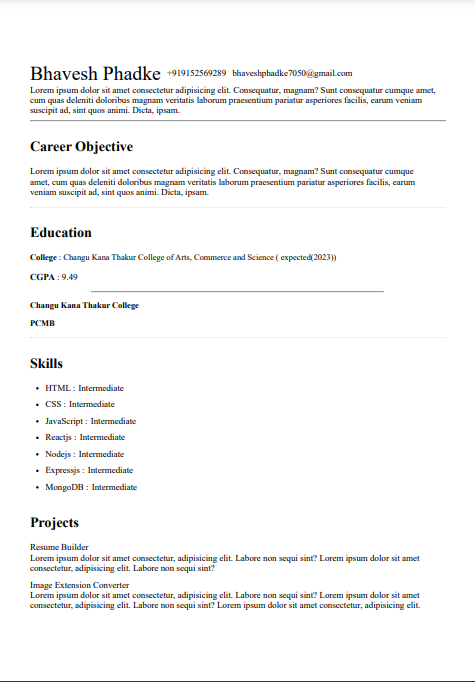 Bhavesh Phadke +919152569289 bhaveshphadke7050@gmail.com
Lorem ipsum dolor sit amet consectetur adipisicing elit. Consequatur, magnam? Sunt consequatur cumque amet,
cum quas deleniti doloribus magnam veritatis laborum praesentium pariatur asperiores facilis, earum veniam
suscipit ad, sint quos animi. Dicta, ipsam.
Career Objective
Lorem ipsum dolor sit amet consectetur adipisicing elit. Consequatur, magnam? Sunt consequatur cumque
amet, cum quas deleniti doloribus magnam veritatis laborum praesentium pariatur asperiores facilis, earum
veniam suscipit ad, sint quos animi. Dicta, ipsam.
Education
College : Changu Kana Thakur College of Arts, Commerce and Science ( expected(2023))
CGPA : 9.49
Changu Kana Thakur College
PCMB
Skills
• HTML : Intermediate
• CSS : Intermediate
• JavaScript : Intermediate
• Reactjs : Intermediate
• Nodejs : Intermediate
• Expressjs : Intermediate
• MongoDB : Intermediate
Projects
Resume Builder
Lorem ipsum dolor sit amet consectetur, adipisicing elit. Labore non sequi sint? Lorem ipsum dolor sit amet
consectetur, adipisicing elit. Labore non sequi sint?
Image Extension Converter
Lorem ipsum dolor sit amet consectetur, adipisicing elit. Labore non sequi sint? Lorem ipsum dolor sit amet
consectetur, adipisicing elit. Labore non sequi sint? Lorem ipsum dolor sit amet consectetur, adipisicing elit.